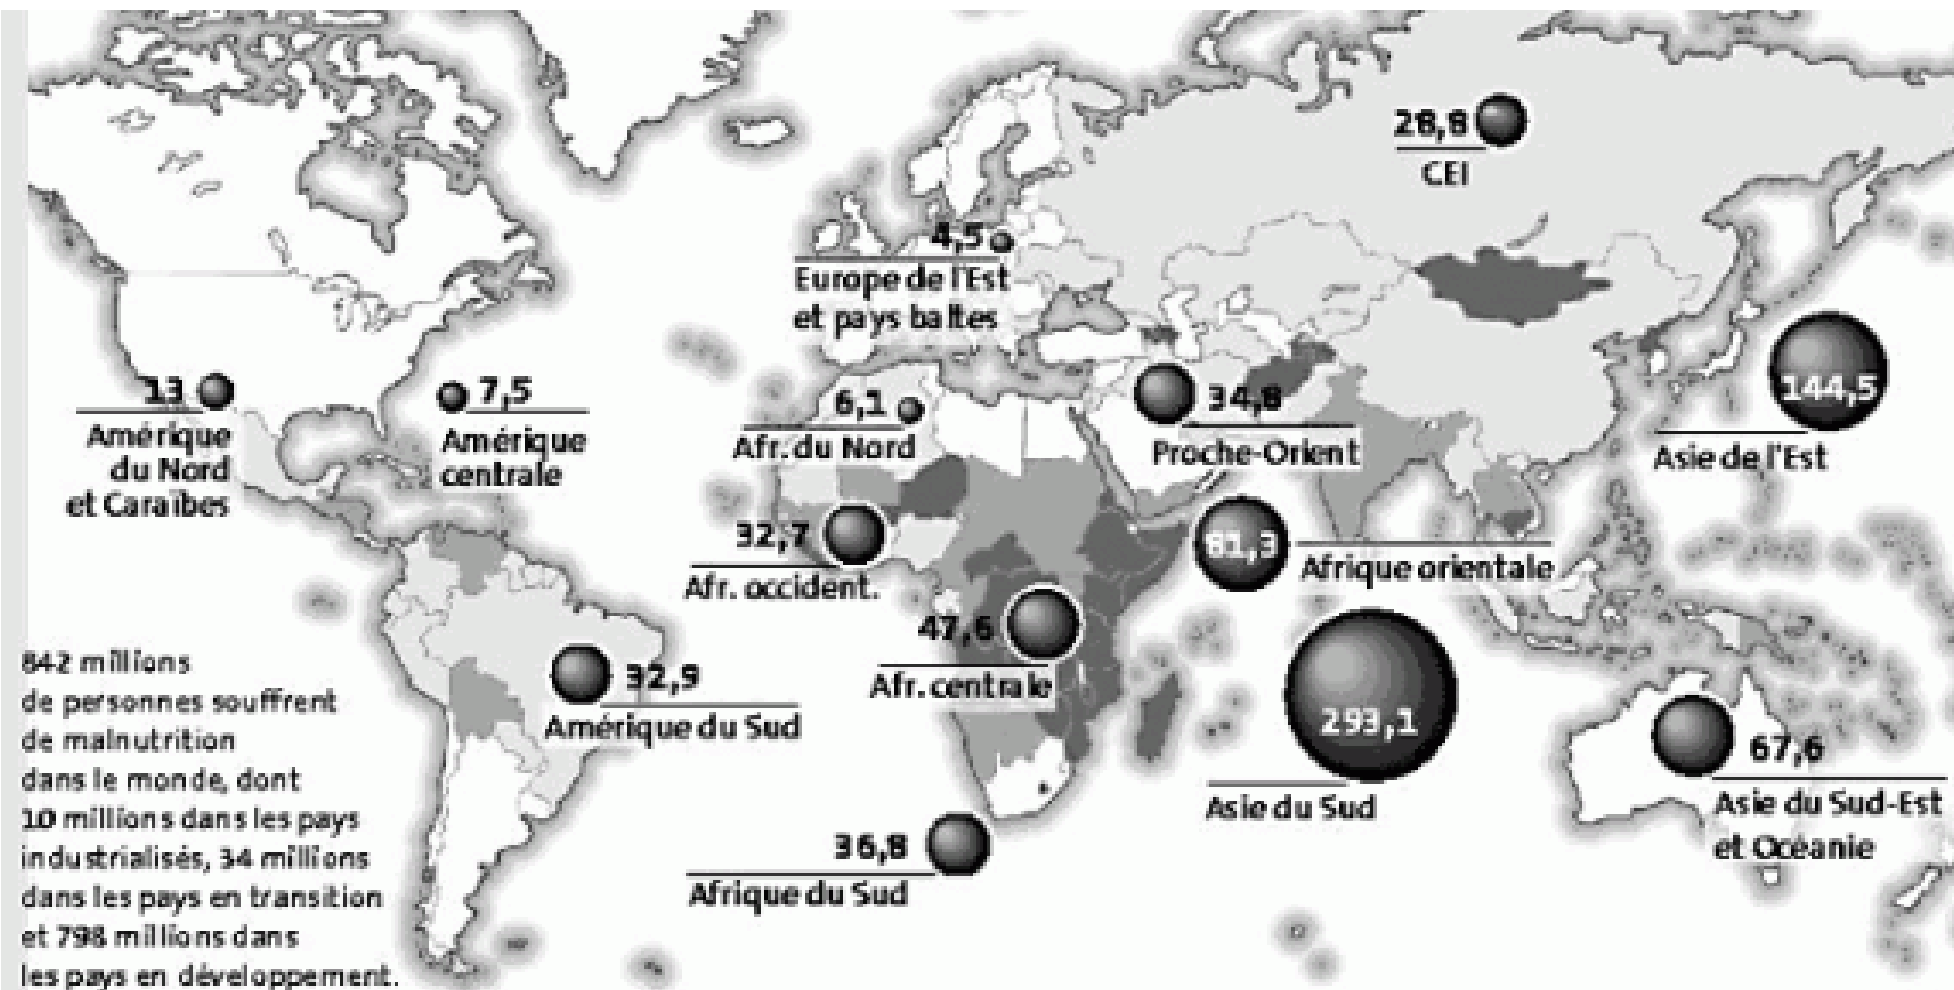 28,8
CEI
4,5
Europe de l'Est
et pays baltes
13
Amérique
du Nord
et Caraïbes
7,5
Amérique
centrale
6,1
Afr. du Nord
34,8
Proche-Orient
144,5
Asie de l'Est
32,7
Afr. occident.
81,3
Afrique orientale
47,6
Afr. centrale
32,9
Amérique du Sud
293,1
Asie du Sud
67,6
Asie du Sud-Est
et Océanie
36,8
Afrique du Sud
842 millions
de personnes souffrent
de malnutrition
dans le monde, dont
10 millions dans les pays
industrialisés, 34 millions
dans les pays en transition
et 798 millions dans
les pays en développement.